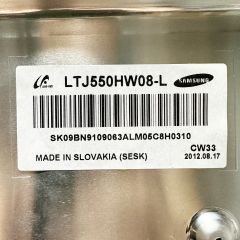 LTJ550HW08-L SAMSUNG
SK09BN9109063ALM05C8H0310
CW33
MADE IN SLOVAKIA (SESK) 2012.08.17